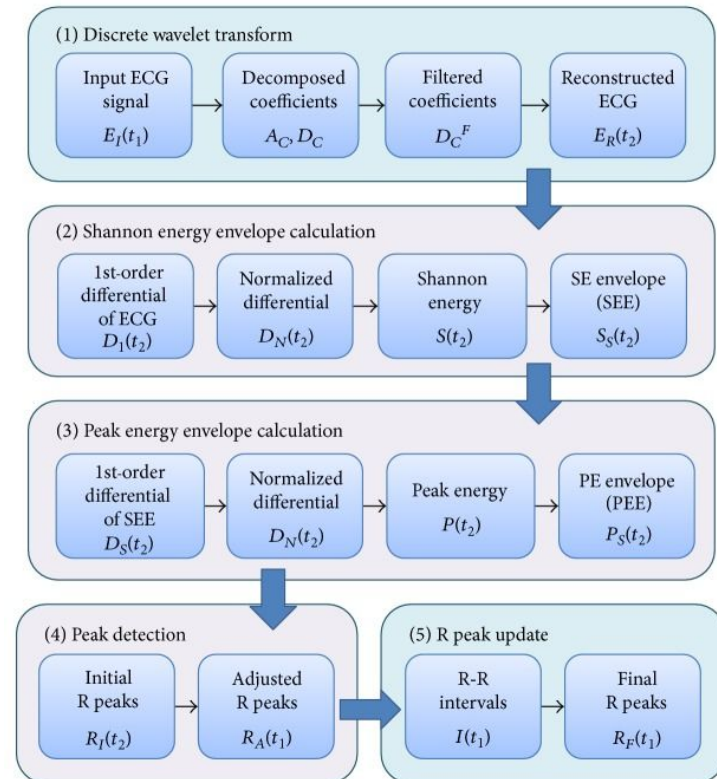 (1) Discrete wavelet transform
Input ECG
signal
E_I(t_1)
Decomposed
coefficients
A_C, D_C
Filtered
coefficients
D_C^F
Reconstructed
ECG
E_R(t_2)
(2) Shannon energy envelope calculation
1st-order
differential
of ECG
D_1(t_2)
Normalized
differential
D_N(t_2)
Shannon
energy
S(t_2)
SE envelope
(SEE)
S_S(t_2)
(3) Peak energy envelope calculation
1st-order
differential
of SEE
D_S(t_2)
Normalized
differential
D_N(t_2)
Peak energy
P(t_2)
PE envelope
(PEE)
P_S(t_2)
(4) Peak detection
Initial
R peaks
R_I(t_2)
Adjusted
R peaks
R_A(t_1)
(5) R peak update
R-R
intervals
I(t_1)
Final
R peaks
R_F(t_1)